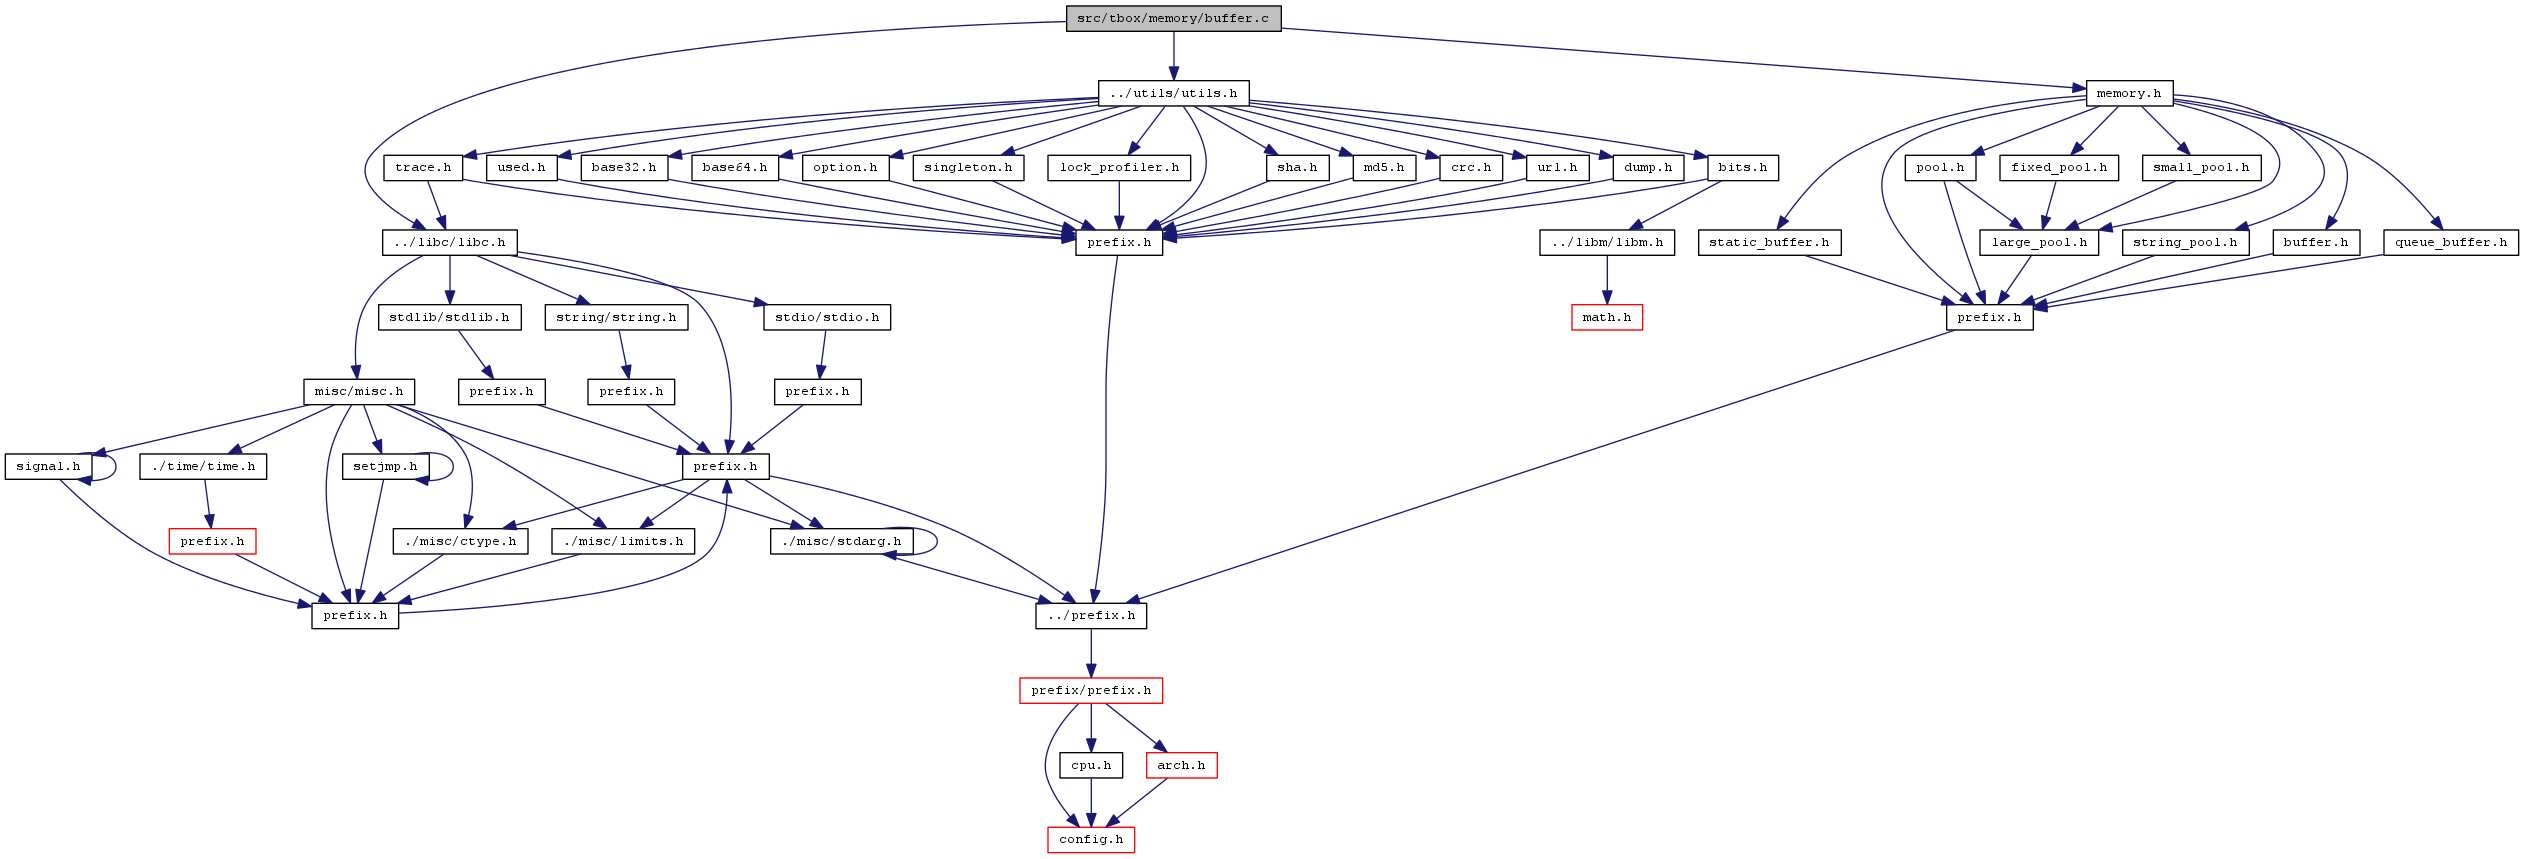 src/tbox/memory/buffer.c
../utils/utils.h
memory.h
trace.h
used.h
base32.h
base64.h
option.h
singleton.h
lock_profiler.h
sha.h
md5.h
crc.h
url.h
dump.h
bits.h
pool.h
fixed_pool.h
small_pool.h
../libc/libc.h
prefix.h
../libm/libm.h
static_buffer.h
large_pool.h
string_pool.h
buffer.h
queue_buffer.h
stdlib/stdlib.h
string/string.h
stdio/stdio.h
math.h
prefix.h
misc/misc.h
prefix.h
prefix.h
prefix.h
signal.h
./time/time.h
setjmp.h
prefix.h
prefix.h
./misc/ctype.h
./misc/limits.h
./misc/stdarg.h
prefix.h
../prefix.h
prefix/prefix.h
cpu.h
arch.h
config.h